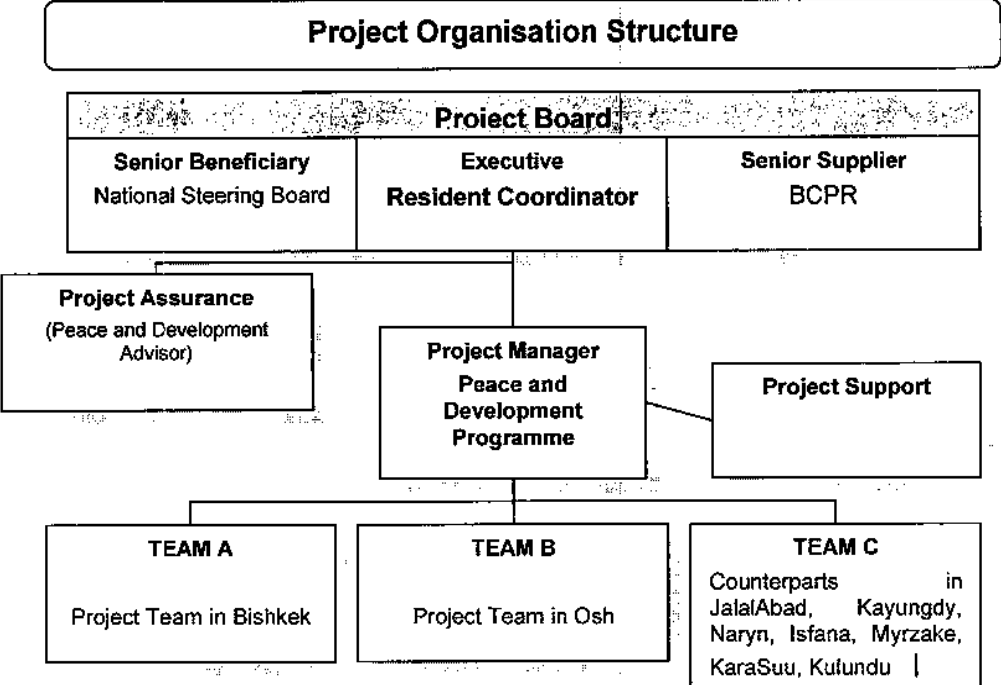 Project Organisation Structure
Project Board
Senior Beneficiary
National Steering Board
Executive
Resident Coordinator
Senior Supplier
BCPR
Project Assurance
(Peace and Development
Advisor)
Project Manager
Peace and
Development
Programme
Project Support
TEAM A
Project Team in Bishkek
TEAM B
Project Team in Osh
TEAM C
Counterparts in
JalalAbad, Kayungdy,
Naryn, Isfana, Myrzake,
KaraSuu, Kulundu